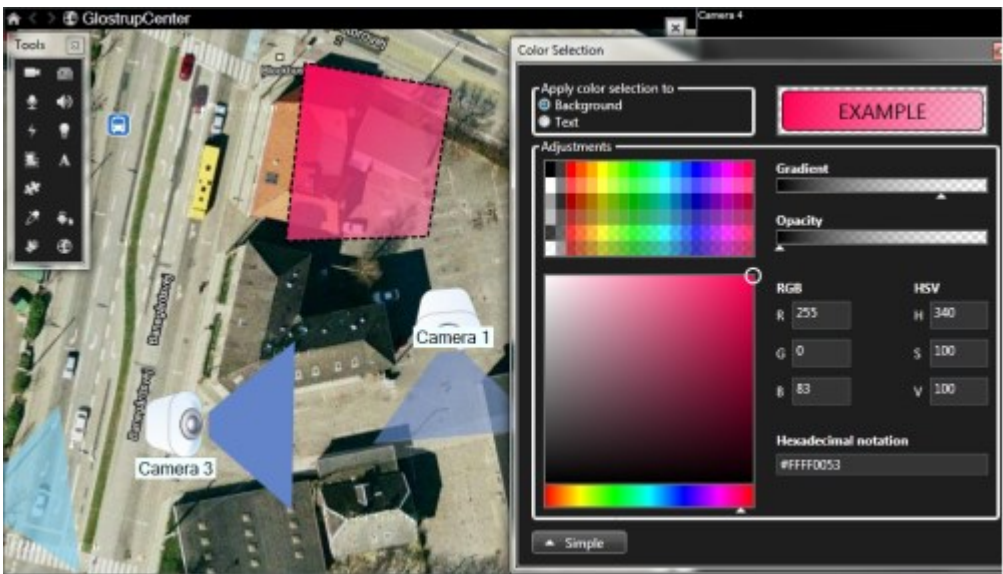 GlostrupCenter
Camera 4
Tools
Color Selection
Apply color selection to
Background
Text
EXAMPLE
Adjustments
Gradient
Opacity
RGB
HSV
R 255
H 340
G 0
S 100
B 83
V 100
Hexadecimal notation
#FFFF0053
Simple
A
Camera 1
Camera 3